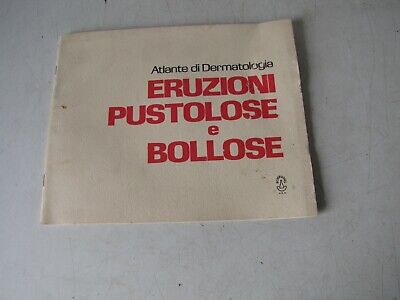 Atlante di Dermatologia
ERUZIONI
PUSTOLOSE
e
BOLLOSE